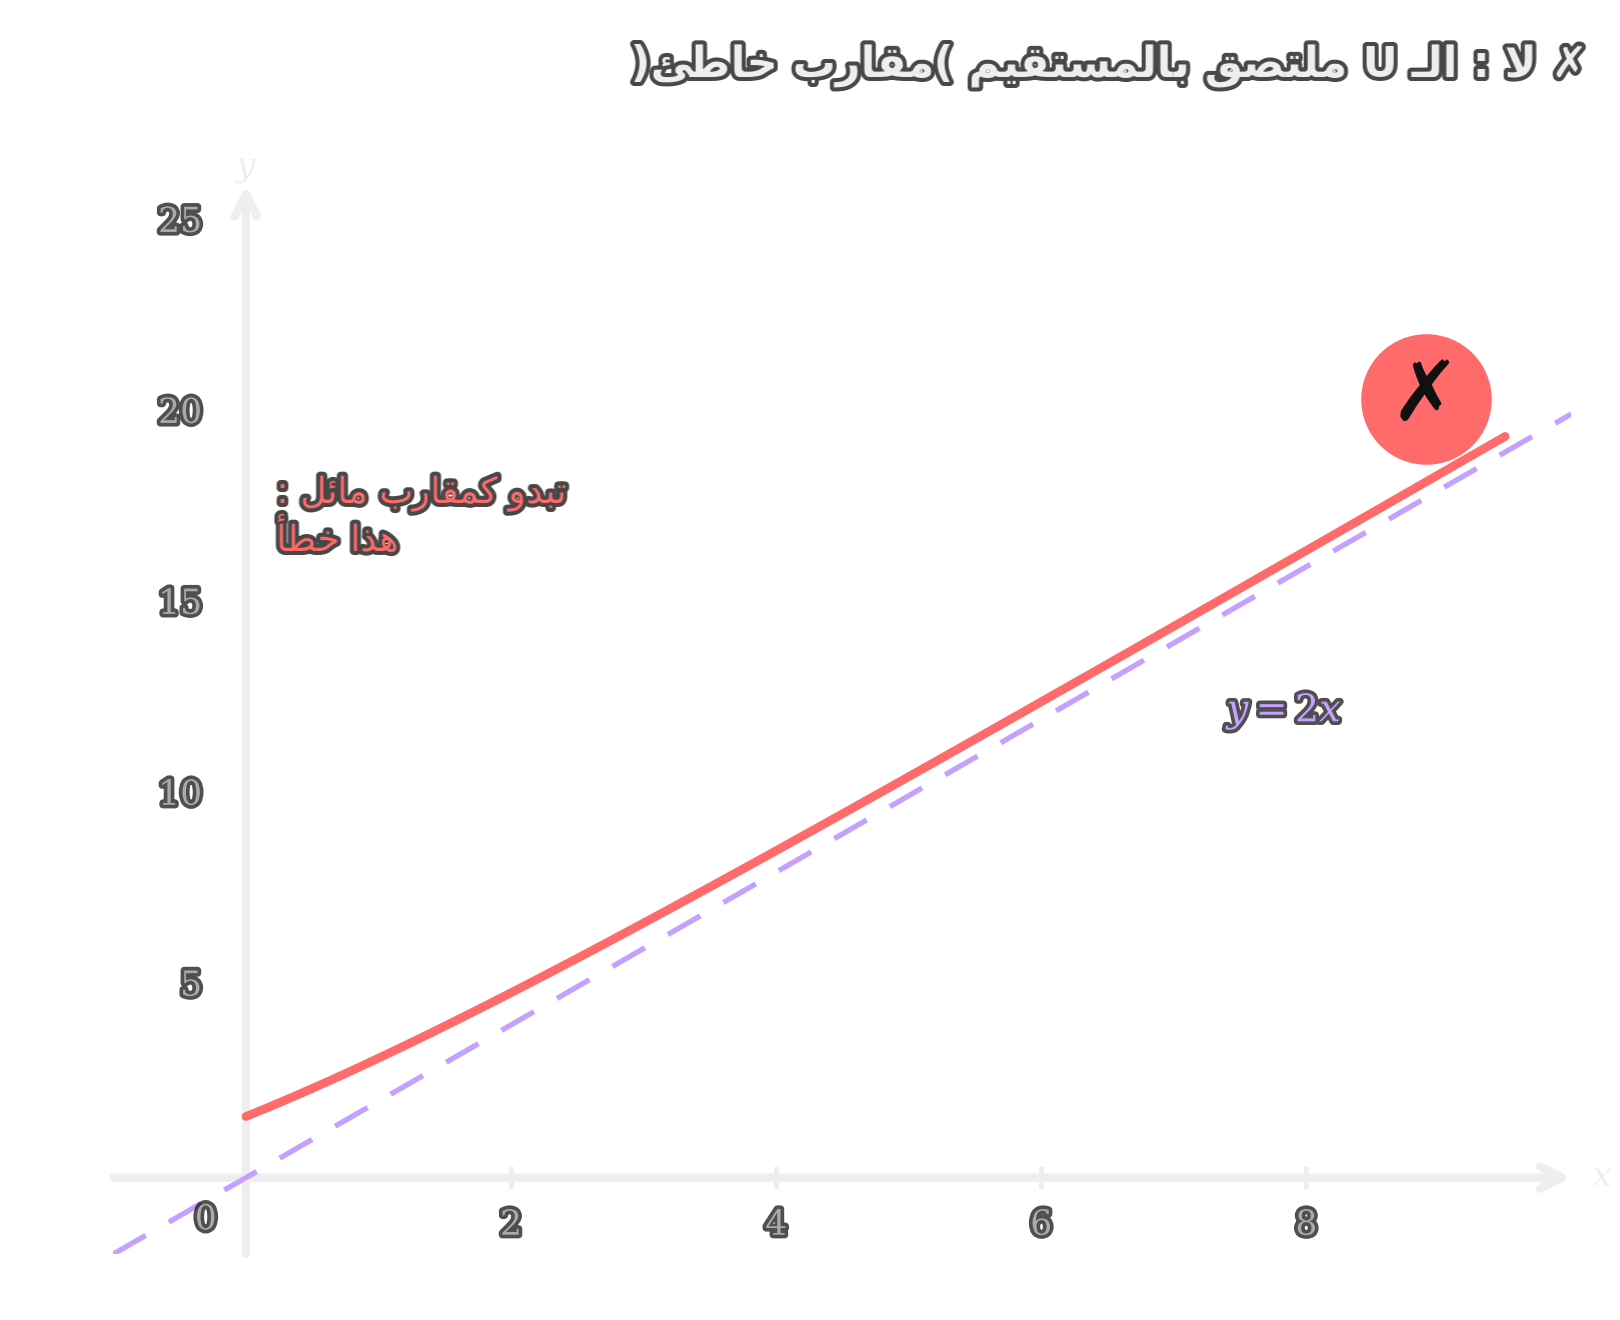 ✗ لا : الـ U ملتصق بالمستقيم )مقارب خاطئ(
y
25
20
15
10
5
0
2
4
6
8
x
تبدو كمقارب مائل :
هذا خطأ
✗
y = 2x